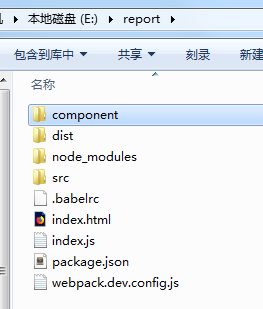 本地磁盘 (E:) ▸ report ▸
包含到库中 ▾ 共享 ▾ 刻录 新建
名称
component
dist
node_modules
src
.babelrc
index.html
index.js
package.json
webpack.dev.config.js